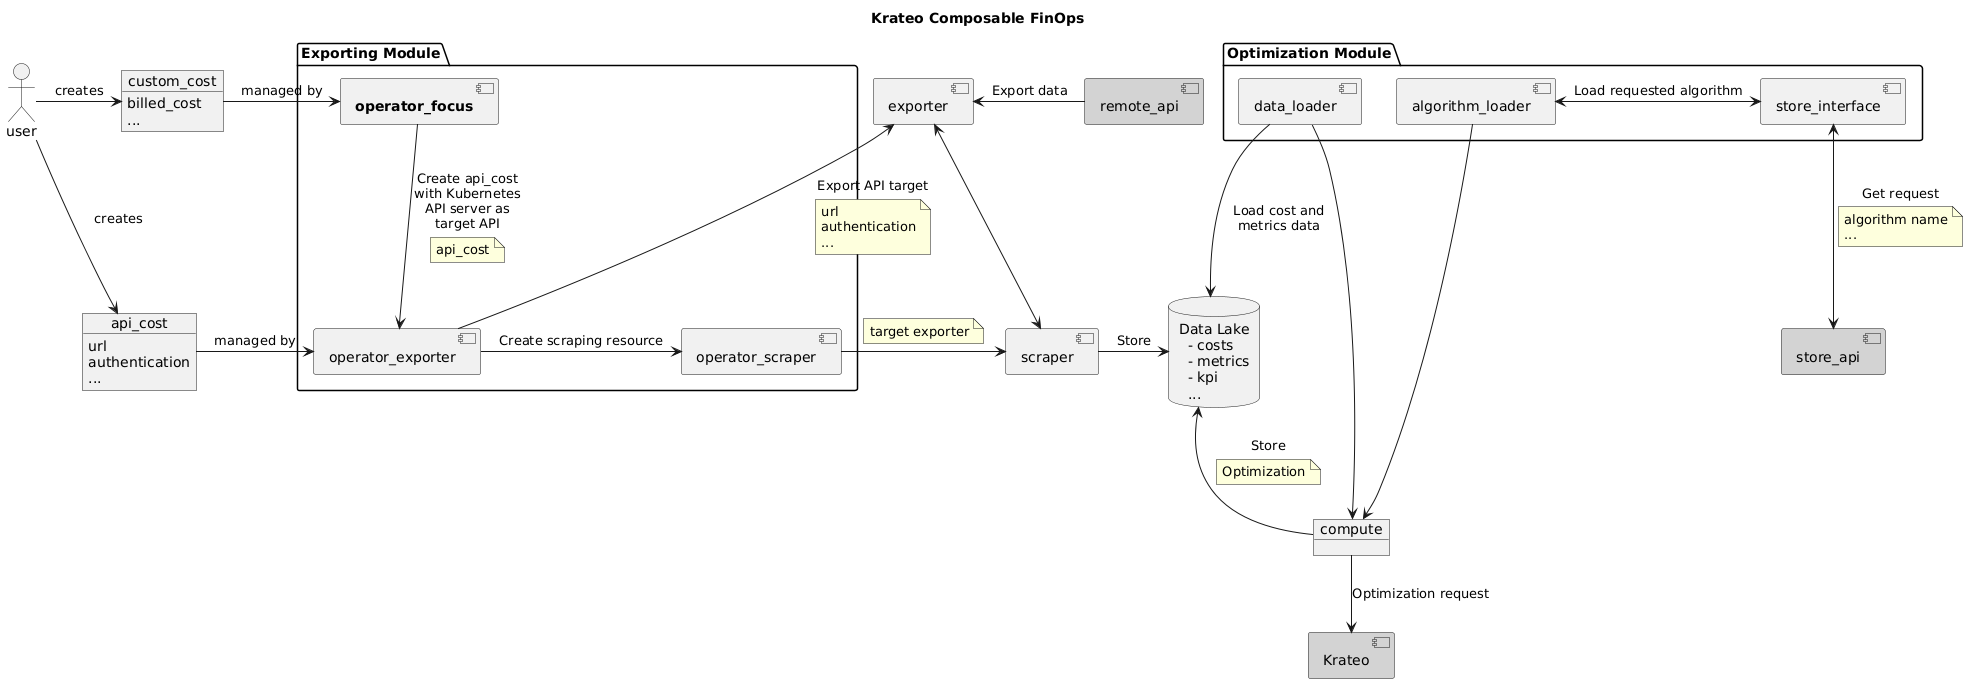 Krateo Composable FinOps
Exporting Module
Optimization Module
user
creates
custom_cost
billed_cost
...
managed by
operator_focus
exporter
Export data
remote_api
data_loader
algorithm_loader
Load requested algorithm
store_interface
creates
Create api_cost
with Kubernetes
API server as
target API
api_cost
Export API target
url
authentication
...
Load cost and
metrics data
Get request
algorithm name
...
api_cost
url
authentication
...
managed by
operator_exporter
Create scraping resource
operator_scraper
target exporter
scraper
Store
Data Lake
- costs
- metrics
- kpi
...
store_api
Store
Optimization
compute
Optimization request
Krateo